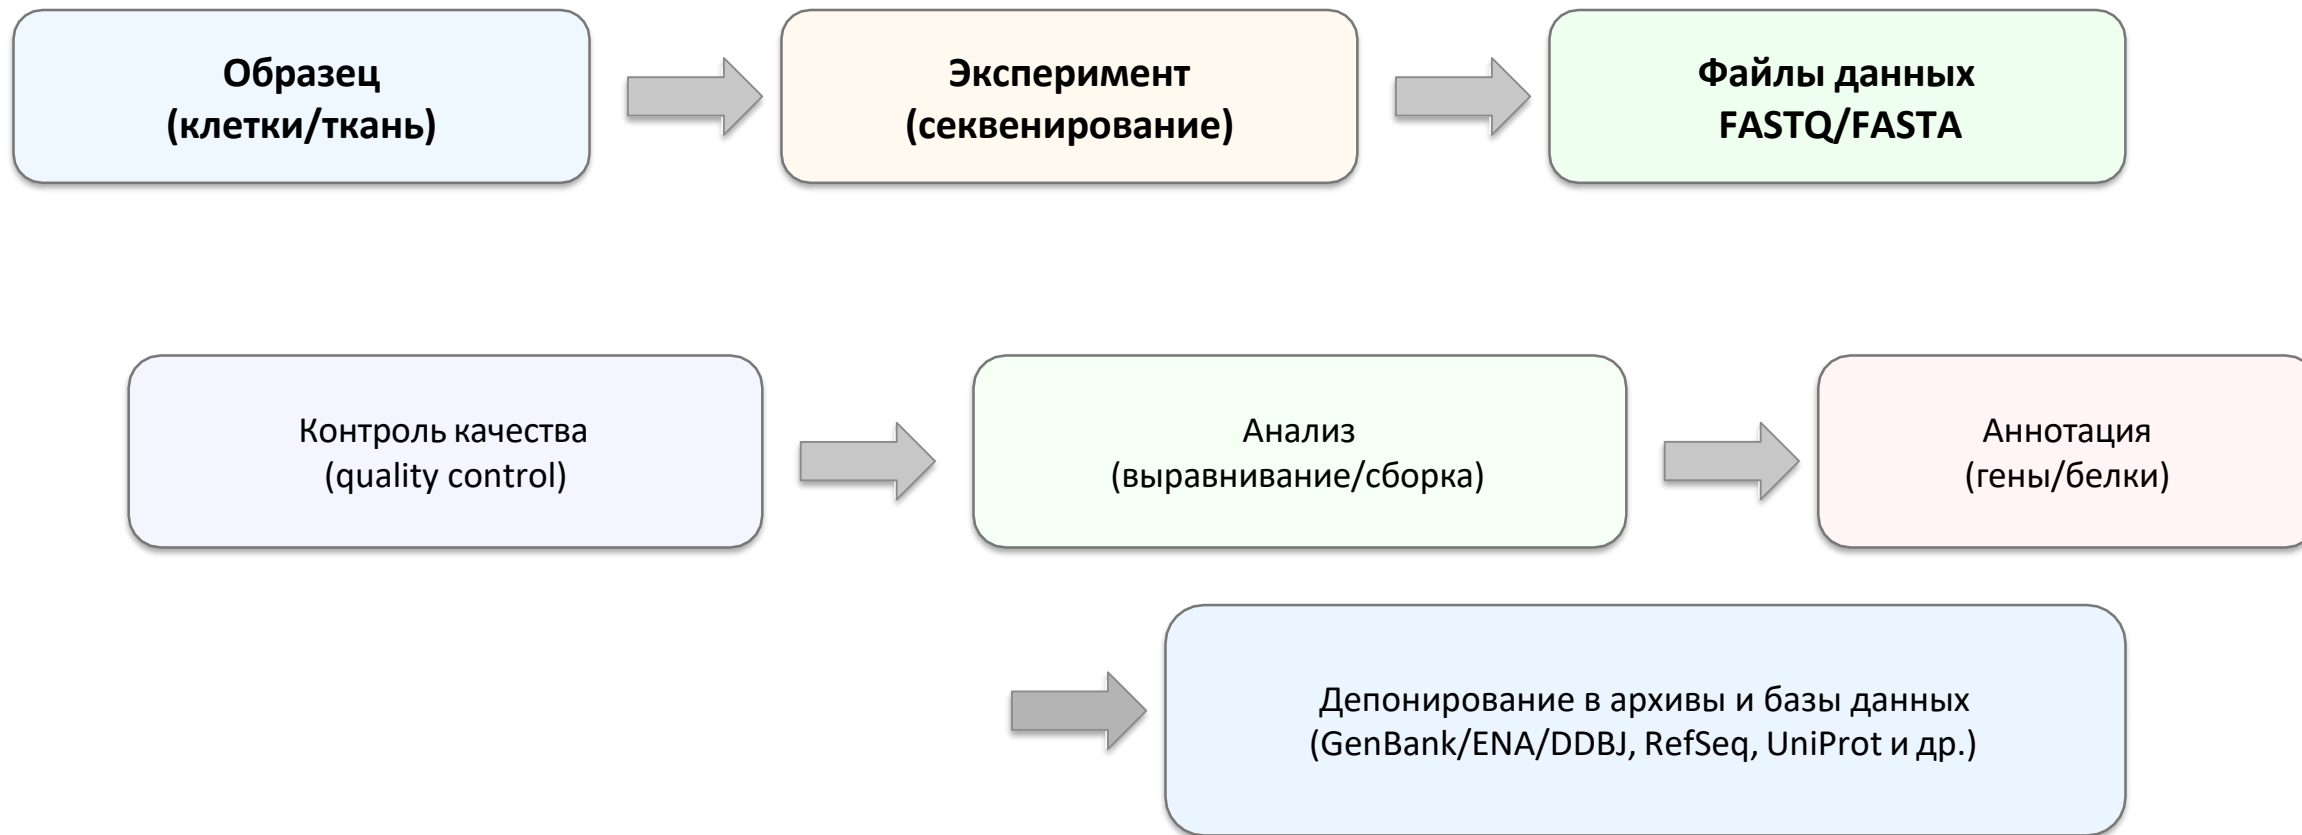 Образец
(клетки/ткань)
Эксперимент
(секвенирование)
Файлы данных
FASTQ/FASTA
Контроль качества
(quality control)
Анализ
(выравнивание/сборка)
Аннотация
(гены/белки)
Депонирование в архивы и базы данных
(GenBank/ENA/DDBJ, RefSeq, UniProt и др.)